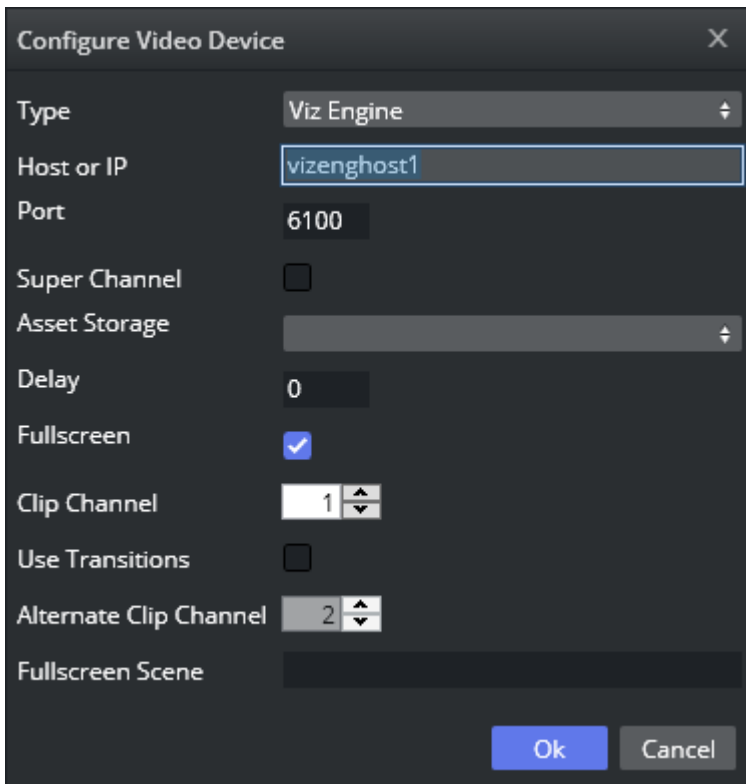 Configure Video Device
Type Viz Engine
Host or IP vizenghost1
Port 6100
Super Channel
Asset Storage
Delay 0
Fullscreen
Clip Channel 1
Use Transitions
Alternate Clip Channel 2
Fullscreen Scene
Ok Cancel